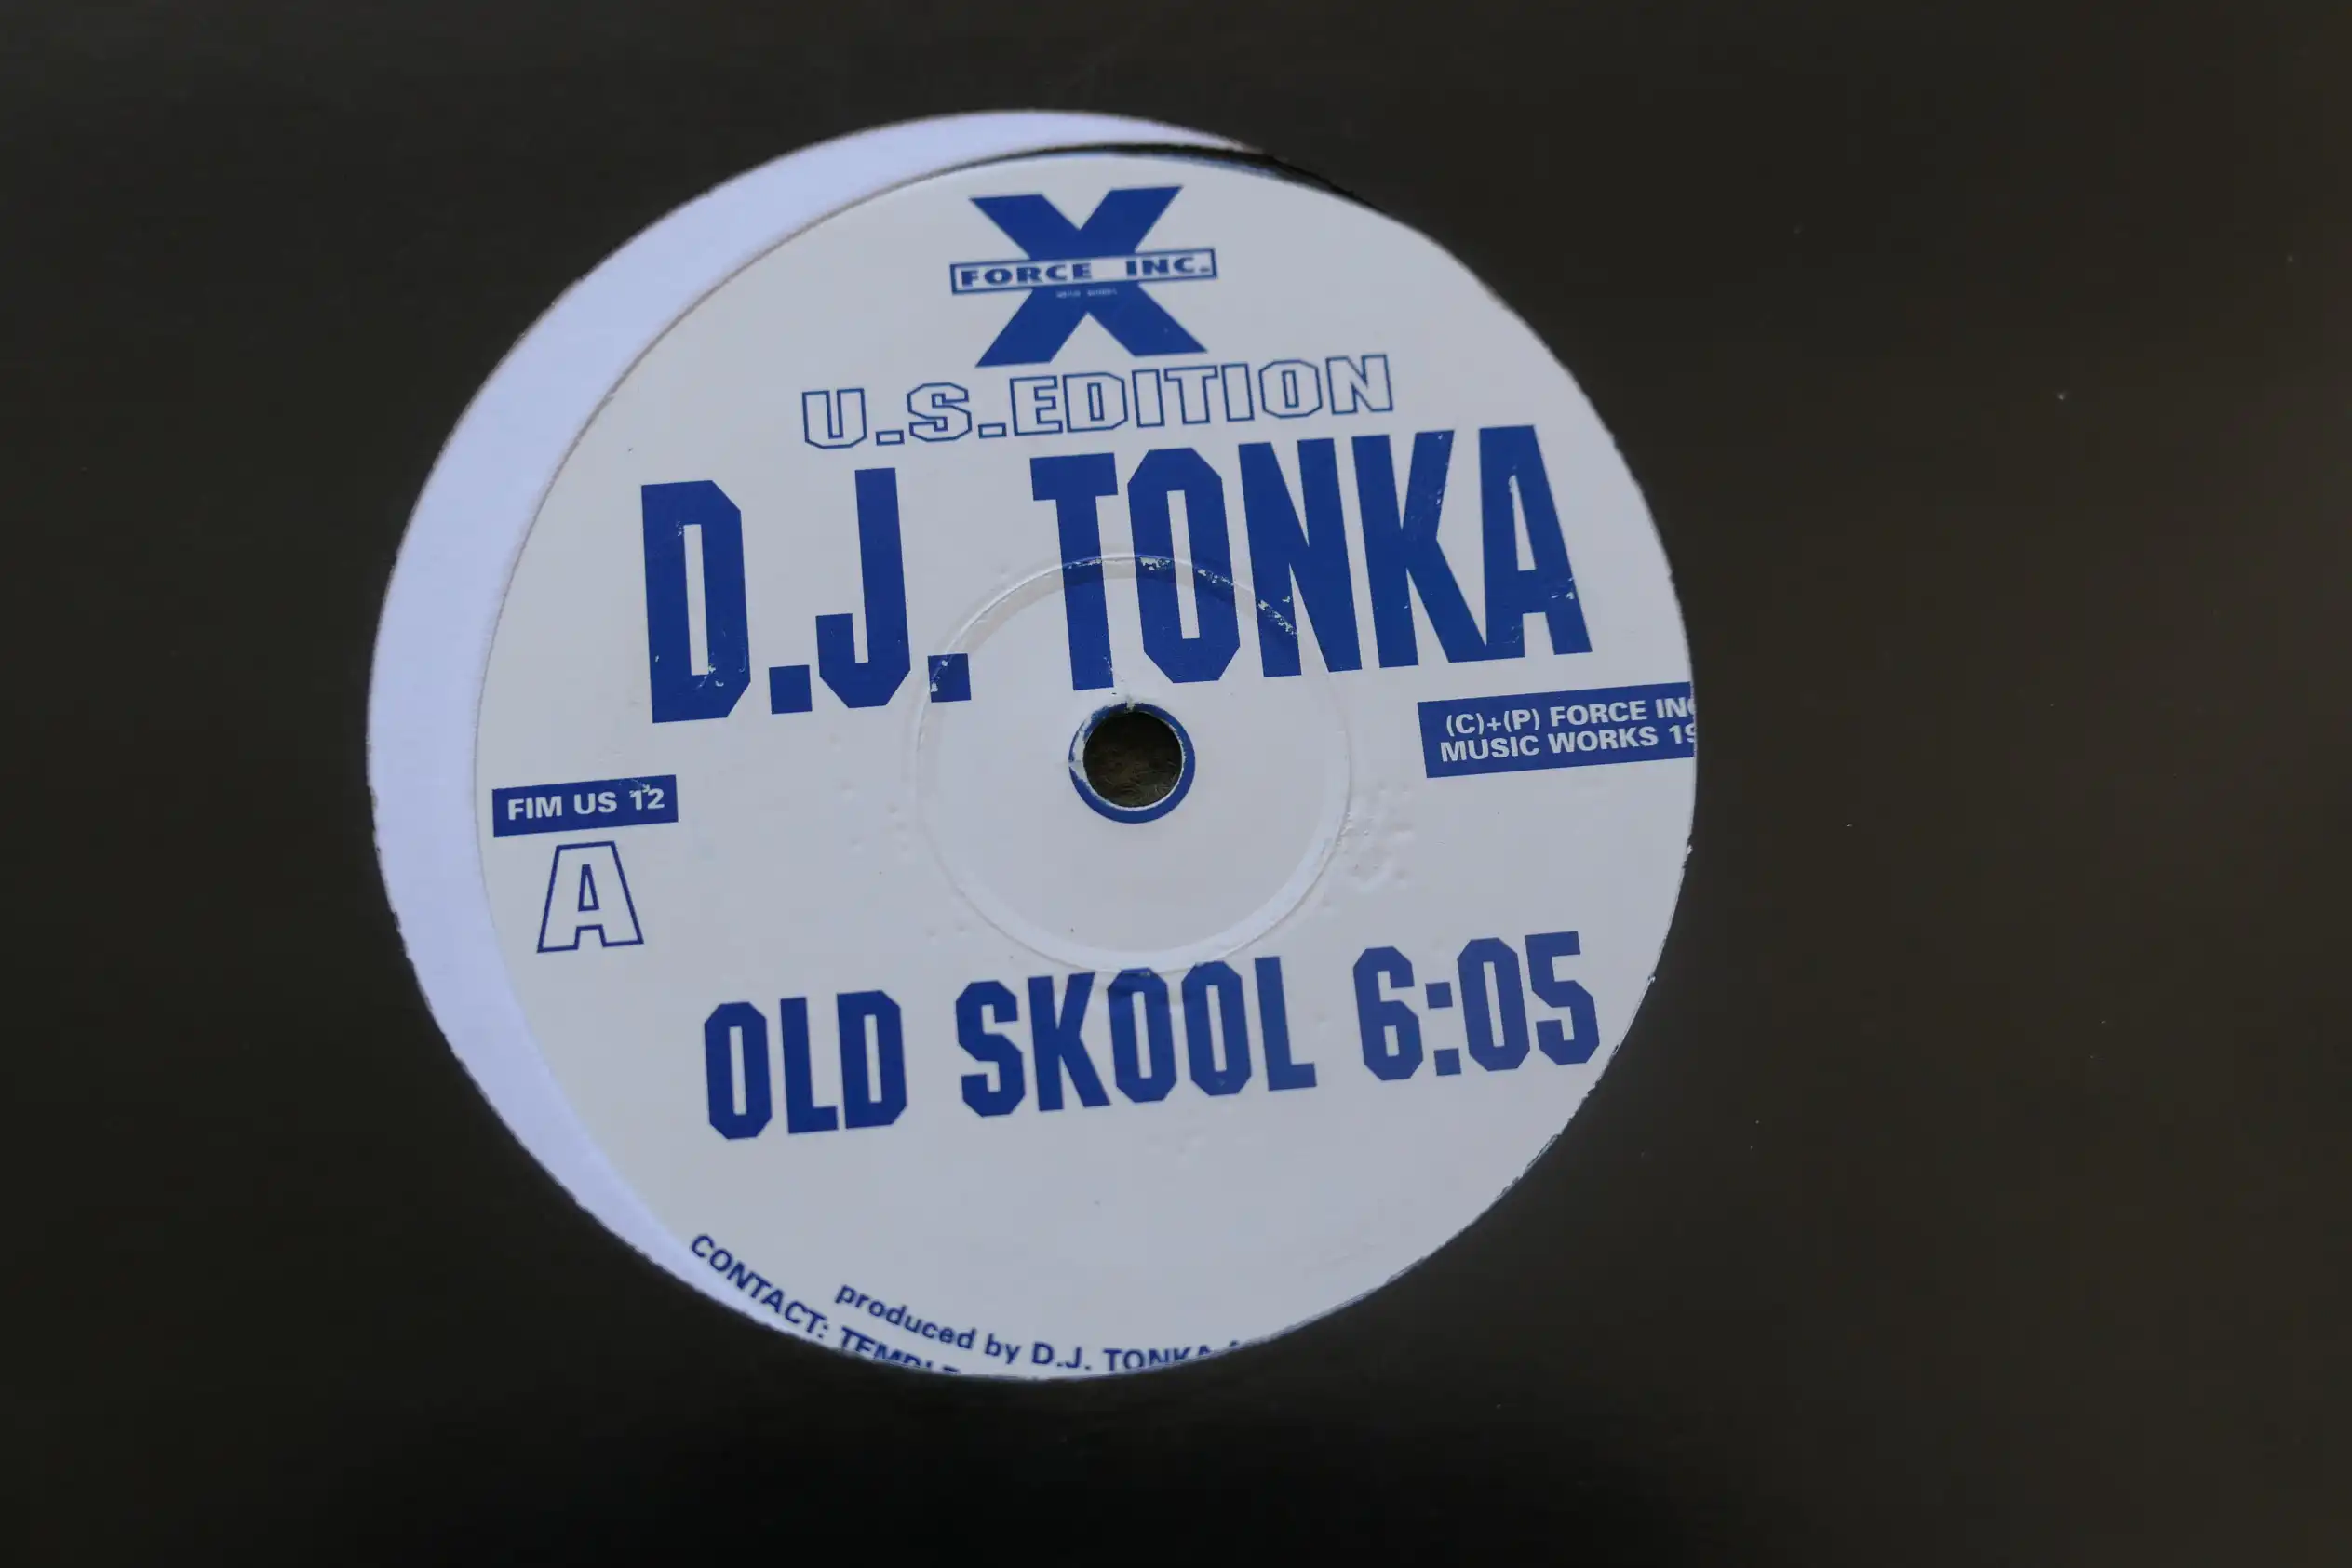 X
FORCE INC.
U.S.EDITION
D.J. TONKA
(C)+(P) FORCE INC
MUSIC WORKS 19
FIM US 12
A
OLD SKOOL 6:05
produced by D.J. TONKA
CONTACT: